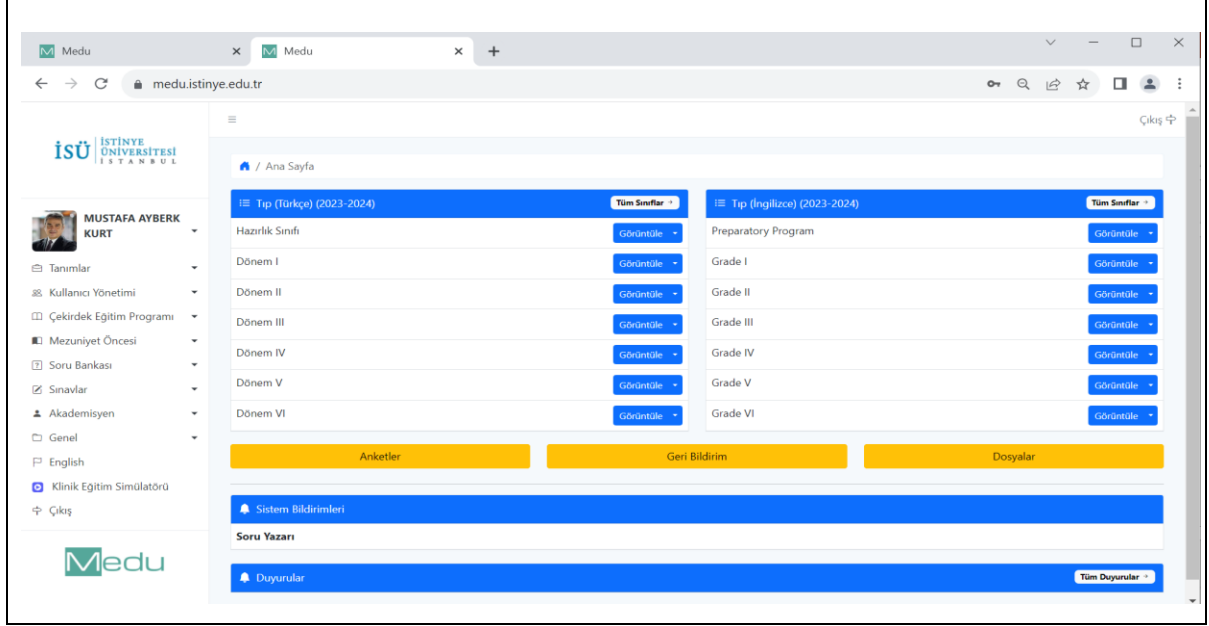 Medu
Medu
medu.istinye.edu.tr
İSÜ İSTİNYE ÜNİVERSİTESİ İSTANBUL
Çıkış
/ Ana Sayfa
MUSTAFA AYBERK KURT
Tanımlar
Kullanıcı Yönetimi
Çekirdek Eğitim Programı
Mezuniyet Öncesi
Soru Bankası
Sınavlar
Akademisyen
Genel
English
Klinik Eğitim Simülatörü
Çıkış
Medu
Tıp (Türkçe) (2023-2024) Tüm Sınıflar
Hazırlık Sınıfı Görüntüle
Dönem I Görüntüle
Dönem II Görüntüle
Dönem III Görüntüle
Dönem IV Görüntüle
Dönem V Görüntüle
Dönem VI Görüntüle
Tıp (İngilizce) (2023-2024) Tüm Sınıflar
Preparatory Program Görüntüle
Grade I Görüntüle
Grade II Görüntüle
Grade III Görüntüle
Grade IV Görüntüle
Grade V Görüntüle
Grade VI Görüntüle
Anketler Geri Bildirim Dosyalar
Sistem Bildirimleri
Soru Yazarı
Duyurular Tüm Duyurular